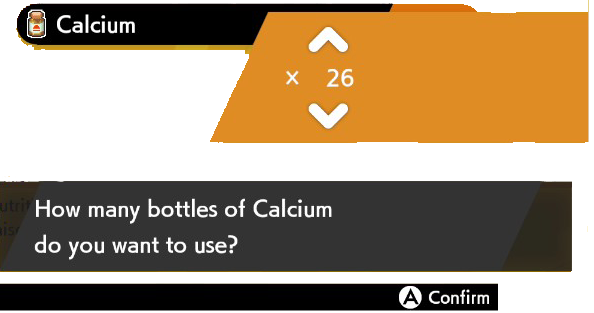 Calcium
× 26
How many bottles of Calcium
do you want to use?
A Confirm